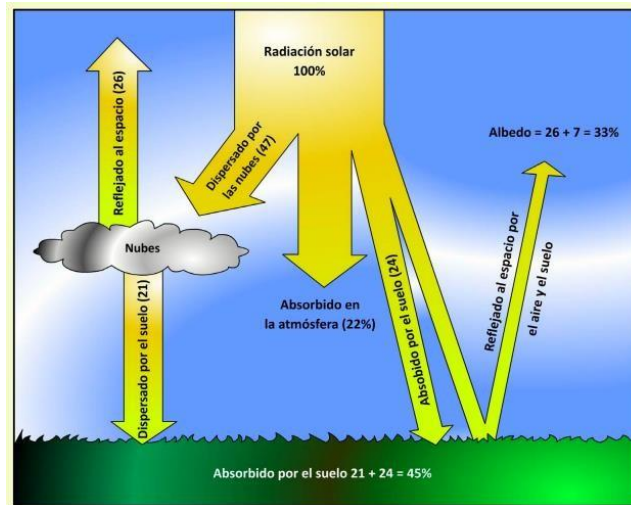 Radiación solar
100%
Reflejado al espacio (26)
Dispersado por
las nubes (47)
Albedo = 26 + 7 = 33%
Nubes
Dispersado por el suelo (21)
Absorbido en
la atmósfera (22%)
Absobido por el suelo (24)
Reflejado al espacio por
el aire y el suelo
Absorbido por el suelo 21 + 24 = 45%